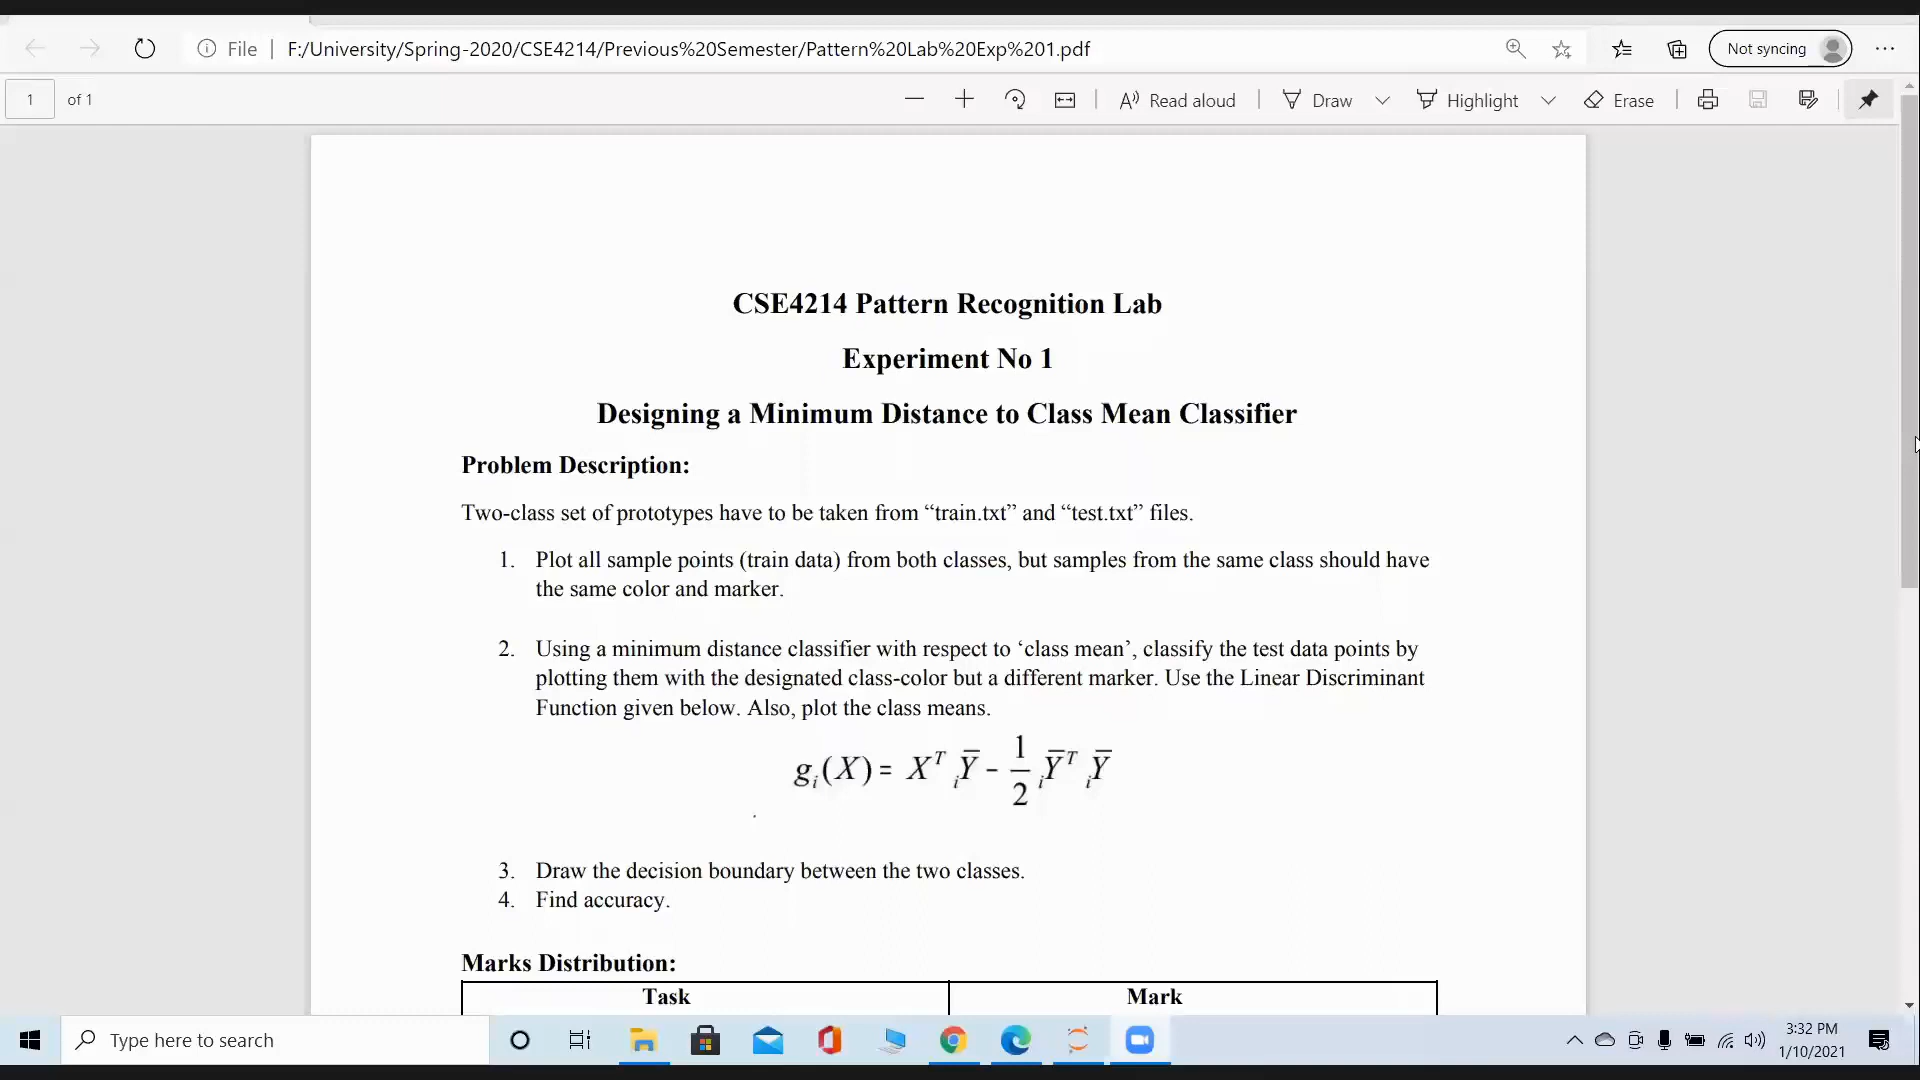 File
F:/University/Spring-2020/CSE4214/Previous%20Semester/Pattern%20Lab%20Exp%201.pdf
Not syncing
1 of 1
Read aloud
Draw
Highlight
Erase
CSE4214 Pattern Recognition Lab
Experiment No 1
Designing a Minimum Distance to Class Mean Classifier
Problem Description:
Two-class set of prototypes have to be taken from “train.txt” and “test.txt” files.
1. Plot all sample points (train data) from both classes, but samples from the same class should have
the same color and marker.
2. Using a minimum distance classifier with respect to ‘class mean’, classify the test data points by
plotting them with the designated class-color but a different marker. Use the Linear Discriminant
Function given below. Also, plot the class means.
gᵢ(X) = Xᵀ ᵢȲ - 1/2 ᵢȲᵀ ᵢȲ
3. Draw the decision boundary between the two classes.
4. Find accuracy.
Marks Distribution:
Task Mark
Type here to search
3:32 PM
1/10/2021